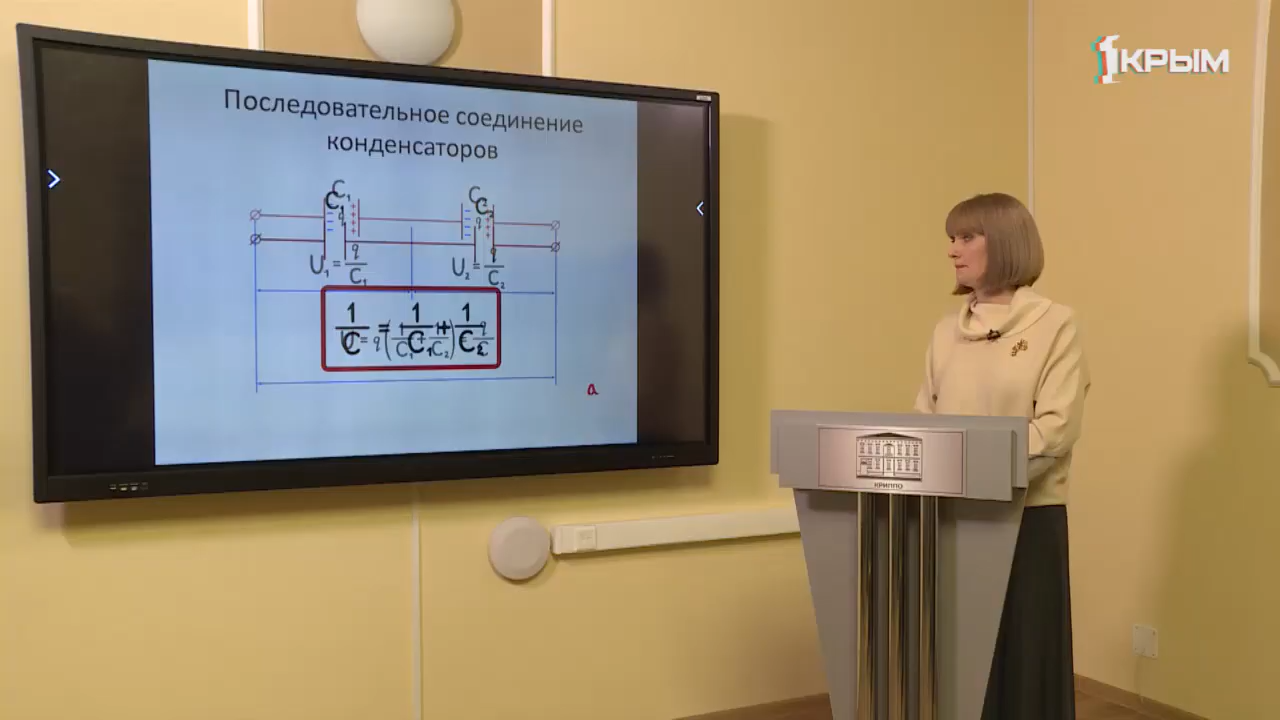 1КРЫМ
Последовательное соединение
конденсаторов
C₁ C₂
U₁ = q/C₁ U₂ = q/C₂
1/C = 1/C₁ + 1/C₂
а
КРИППО